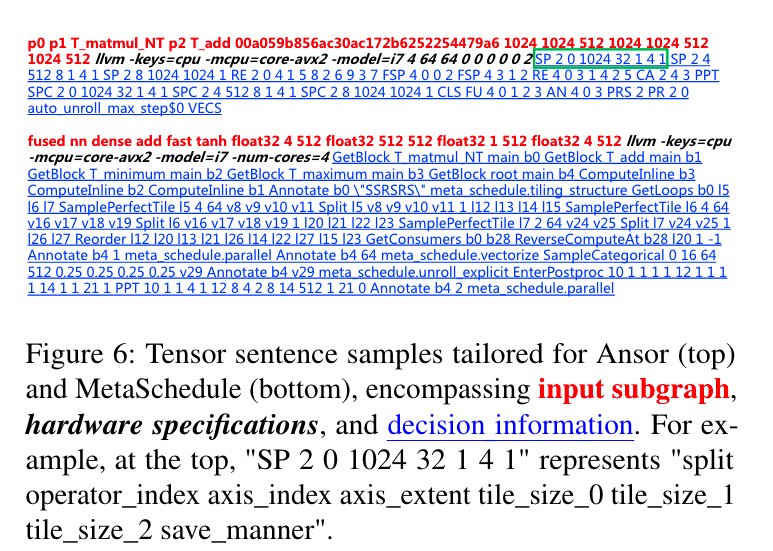 p0 p1 T_matmul_NT p2 T_add 00a059b856ac30ac172b6252254479a6 1024 1024 512 1024 1024 512
1024 512 llvm -keys=cpu -mcpu=core-avx2 -model=i7 4 64 64 0 0 0 0 0 2 SP 2 0 1024 32 1 4 1 SP 2 4
512 8 1 4 1 SP 2 8 1024 1024 1 RE 2 0 4 1 5 8 2 6 9 3 7 FSP 4 0 0 2 FSP 4 3 1 2 RE 4 0 3 1 4 2 5 CA 2 4 3 PPT
SPC 2 0 1024 32 1 4 1 SPC 2 4 512 8 1 4 1 SPC 2 8 1024 1024 1 CLS FU 4 0 1 2 3 AN 4 0 3 PRS 2 PR 2 0
auto_unroll_max_step$0 VECS
fused nn dense add fast tanh float32 4 512 float32 512 512 float32 1 512 float32 4 512 llvm -keys=cpu
-mcpu=core-avx2 -model=i7 -num-cores=4 GetBlock T_matmul_NT main b0 GetBlock T_add main b1
GetBlock T_minimum main b2 GetBlock T_maximum main b3 GetBlock root main b4 ComputeInline b3
ComputeInline b2 ComputeInline b1 Annotate b0 \"SSRSRS\" meta_schedule.tiling_structure GetLoops b0 l5
l6 l7 SamplePerfectTile l5 4 64 v8 v9 v10 v11 Split l5 v8 v9 v10 v11 1 l12 l13 l14 l15 SamplePerfectTile l6 4 64
v16 v17 v18 v19 Split l6 v16 v17 v18 v19 1 l20 l21 l22 l23 SamplePerfectTile l7 2 64 v24 v25 Split l7 v24 v25 1
l26 l27 Reorder l12 l20 l13 l21 l26 l14 l22 l27 l15 l23 GetConsumers b0 b28 ReverseComputeAt b28 l20 1 -1
Annotate b4 1 meta_schedule.parallel Annotate b4 64 meta_schedule.vectorize SampleCategorical 0 16 64
512 0.25 0.25 0.25 0.25 v29 Annotate b4 v29 meta_schedule.unroll_explicit EnterPostproc 10 1 1 1 1 12 1 1 1
1 14 1 1 21 1 PPT 10 1 1 4 1 12 8 4 2 8 14 512 1 21 0 Annotate b4 2 meta_schedule.parallel
Figure 6: Tensor sentence samples tailored for Ansor (top)
and MetaSchedule (bottom), encompassing input subgraph,
hardware specifications, and decision information. For ex-
ample, at the top, "SP 2 0 1024 32 1 4 1" represents "split
operator_index axis_index axis_extent tile_size_0 tile_size_1
tile_size_2 save_manner".